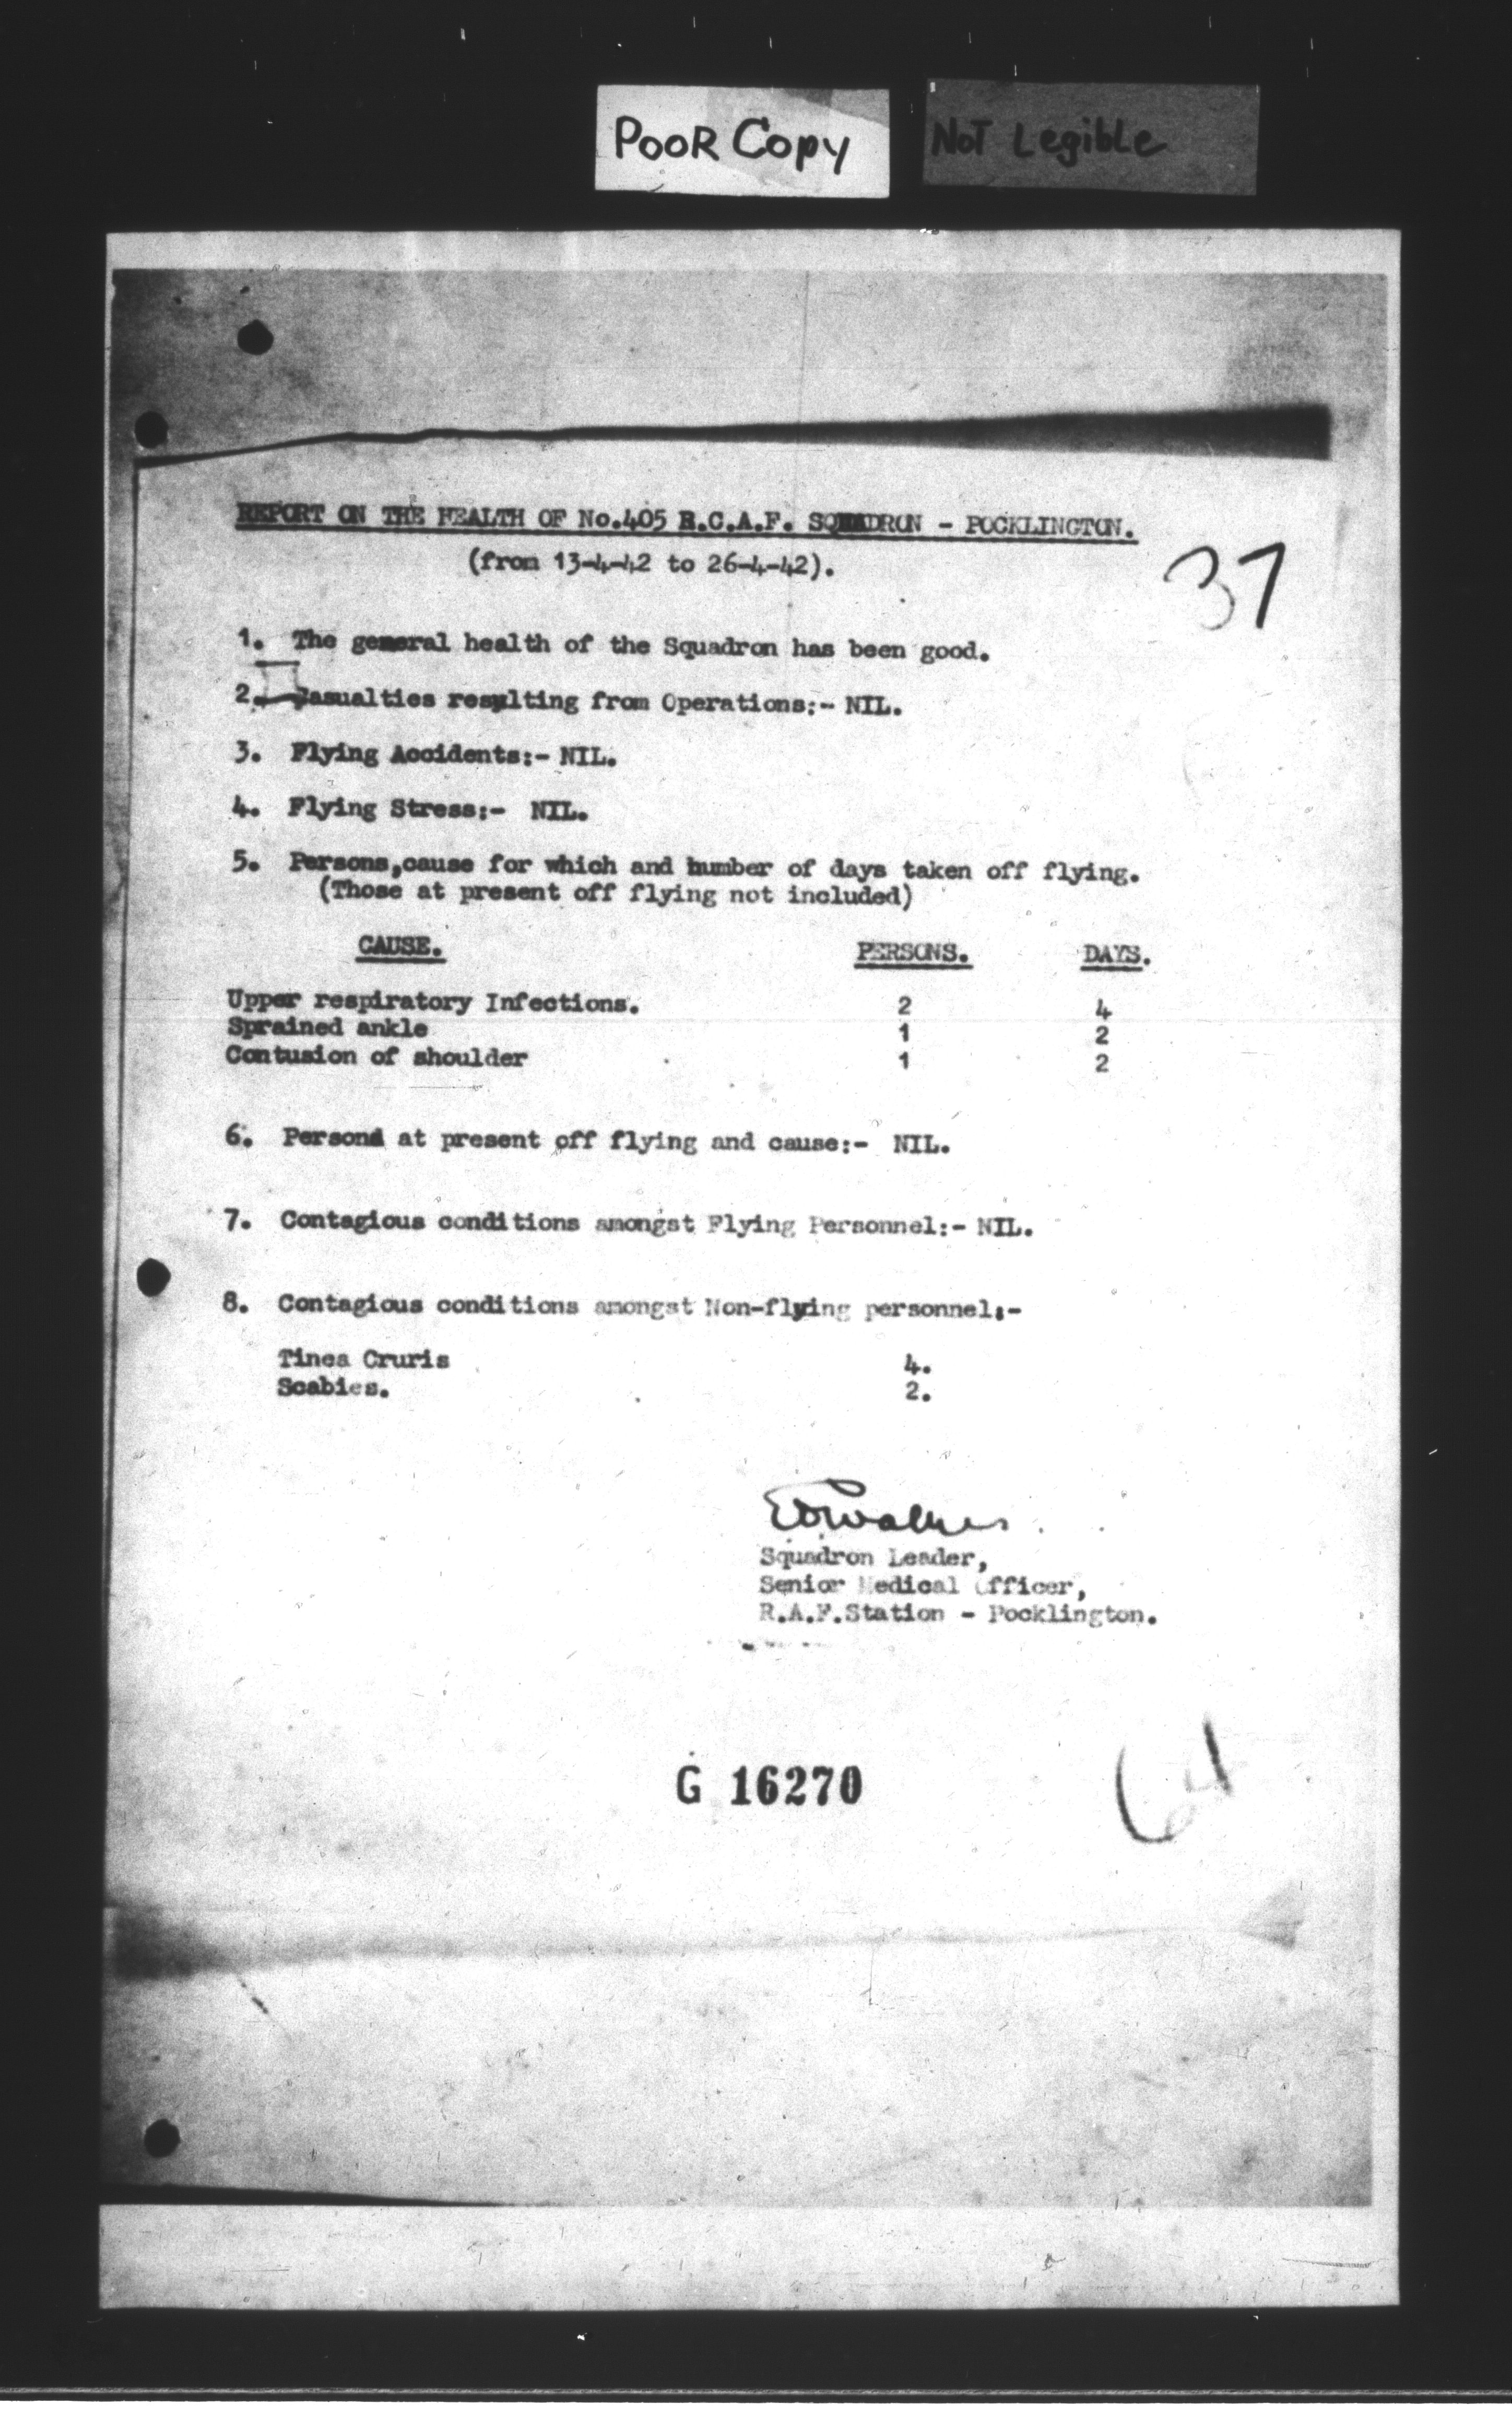 POOR Copy
NOT Legible
REPORT ON THE HEALTH OF No.405 R.C.A.F. SQUADRON - POCKLINGTON.
(from 13-4-42 to 26-4-42).
37
1. The general health of the Squadron has been good.
2. Casualties resulting from Operations:- NIL.
3. Flying Accidents:- NIL.
4. Flying Stress:- NIL.
5. Persons,cause for which and number of days taken off flying.
(Those at present off flying not included)
CAUSE. PERSONS. DAYS.
Upper respiratory Infections. 2 4
Sprained ankle 1 2
Contusion of shoulder 1 2
6. Persons at present off flying and cause:- NIL.
7. Contagious conditions amongst Flying Personnel:- NIL.
8. Contagious conditions amongst Non-flying personnel:-
Tinea Cruris 4.
Scabies. 2.
Squadron Leader,
Senior Medical Officer,
R.A.F.Station - Pocklington.
G 16270
64